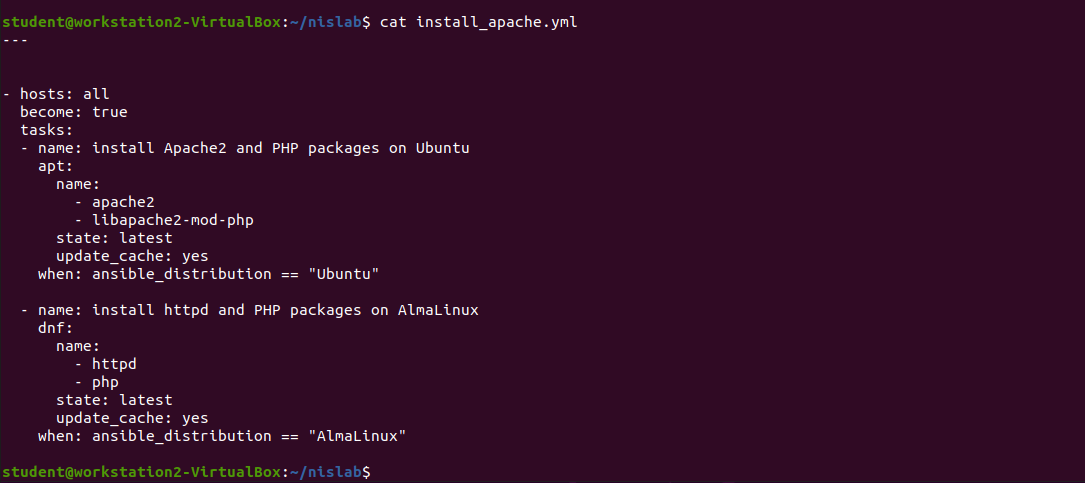 student@workstation2-VirtualBox:~/nislab$ cat install_apache.yml
---
- hosts: all
  become: true
  tasks:
  - name: install Apache2 and PHP packages on Ubuntu
    apt:
      name:
        - apache2
        - libapache2-mod-php
      state: latest
      update_cache: yes
    when: ansible_distribution == "Ubuntu"
  - name: install httpd and PHP packages on AlmaLinux
    dnf:
      name:
        - httpd
        - php
      state: latest
      update_cache: yes
    when: ansible_distribution == "AlmaLinux"
student@workstation2-VirtualBox:~/nislab$